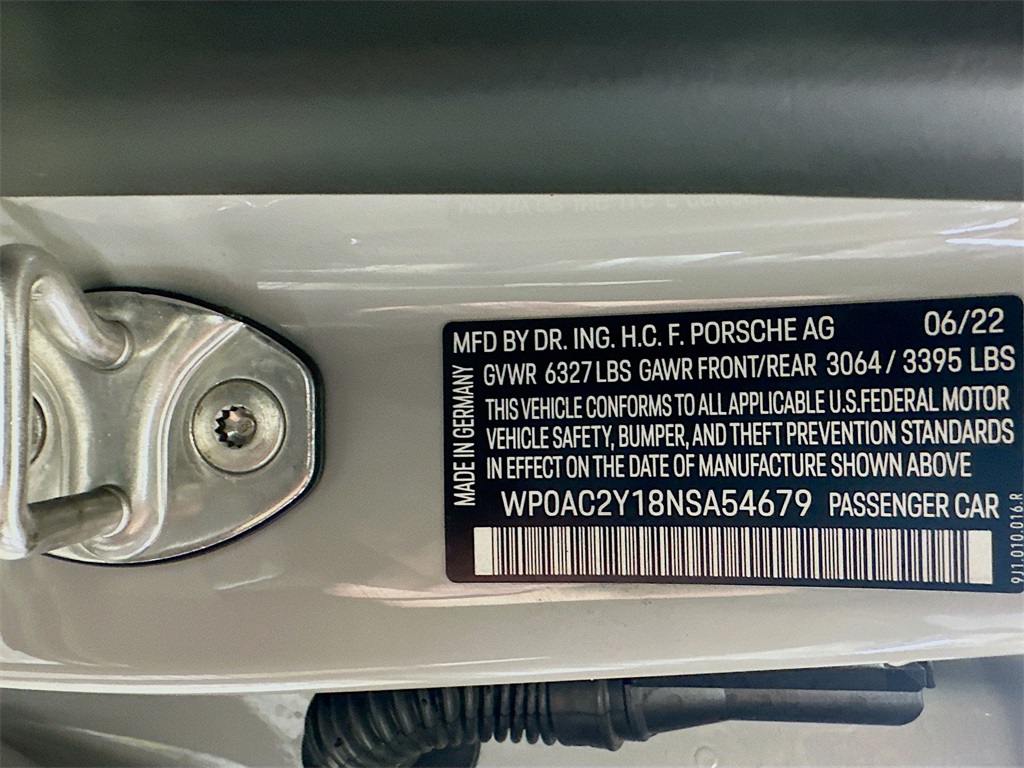 MFD BY DR. ING. H.C. F. PORSCHE AG 06/22
GVWR 6327 LBS GAWR FRONT/REAR 3064 / 3395 LBS
THIS VEHICLE CONFORMS TO ALL APPLICABLE U.S.FEDERAL MOTOR
VEHICLE SAFETY, BUMPER, AND THEFT PREVENTION STANDARDS
IN EFFECT ON THE DATE OF MANUFACTURE SHOWN ABOVE
WP0AC2Y18NSA54679 PASSENGER CAR
MADE IN GERMANY
9J1.010.016.R